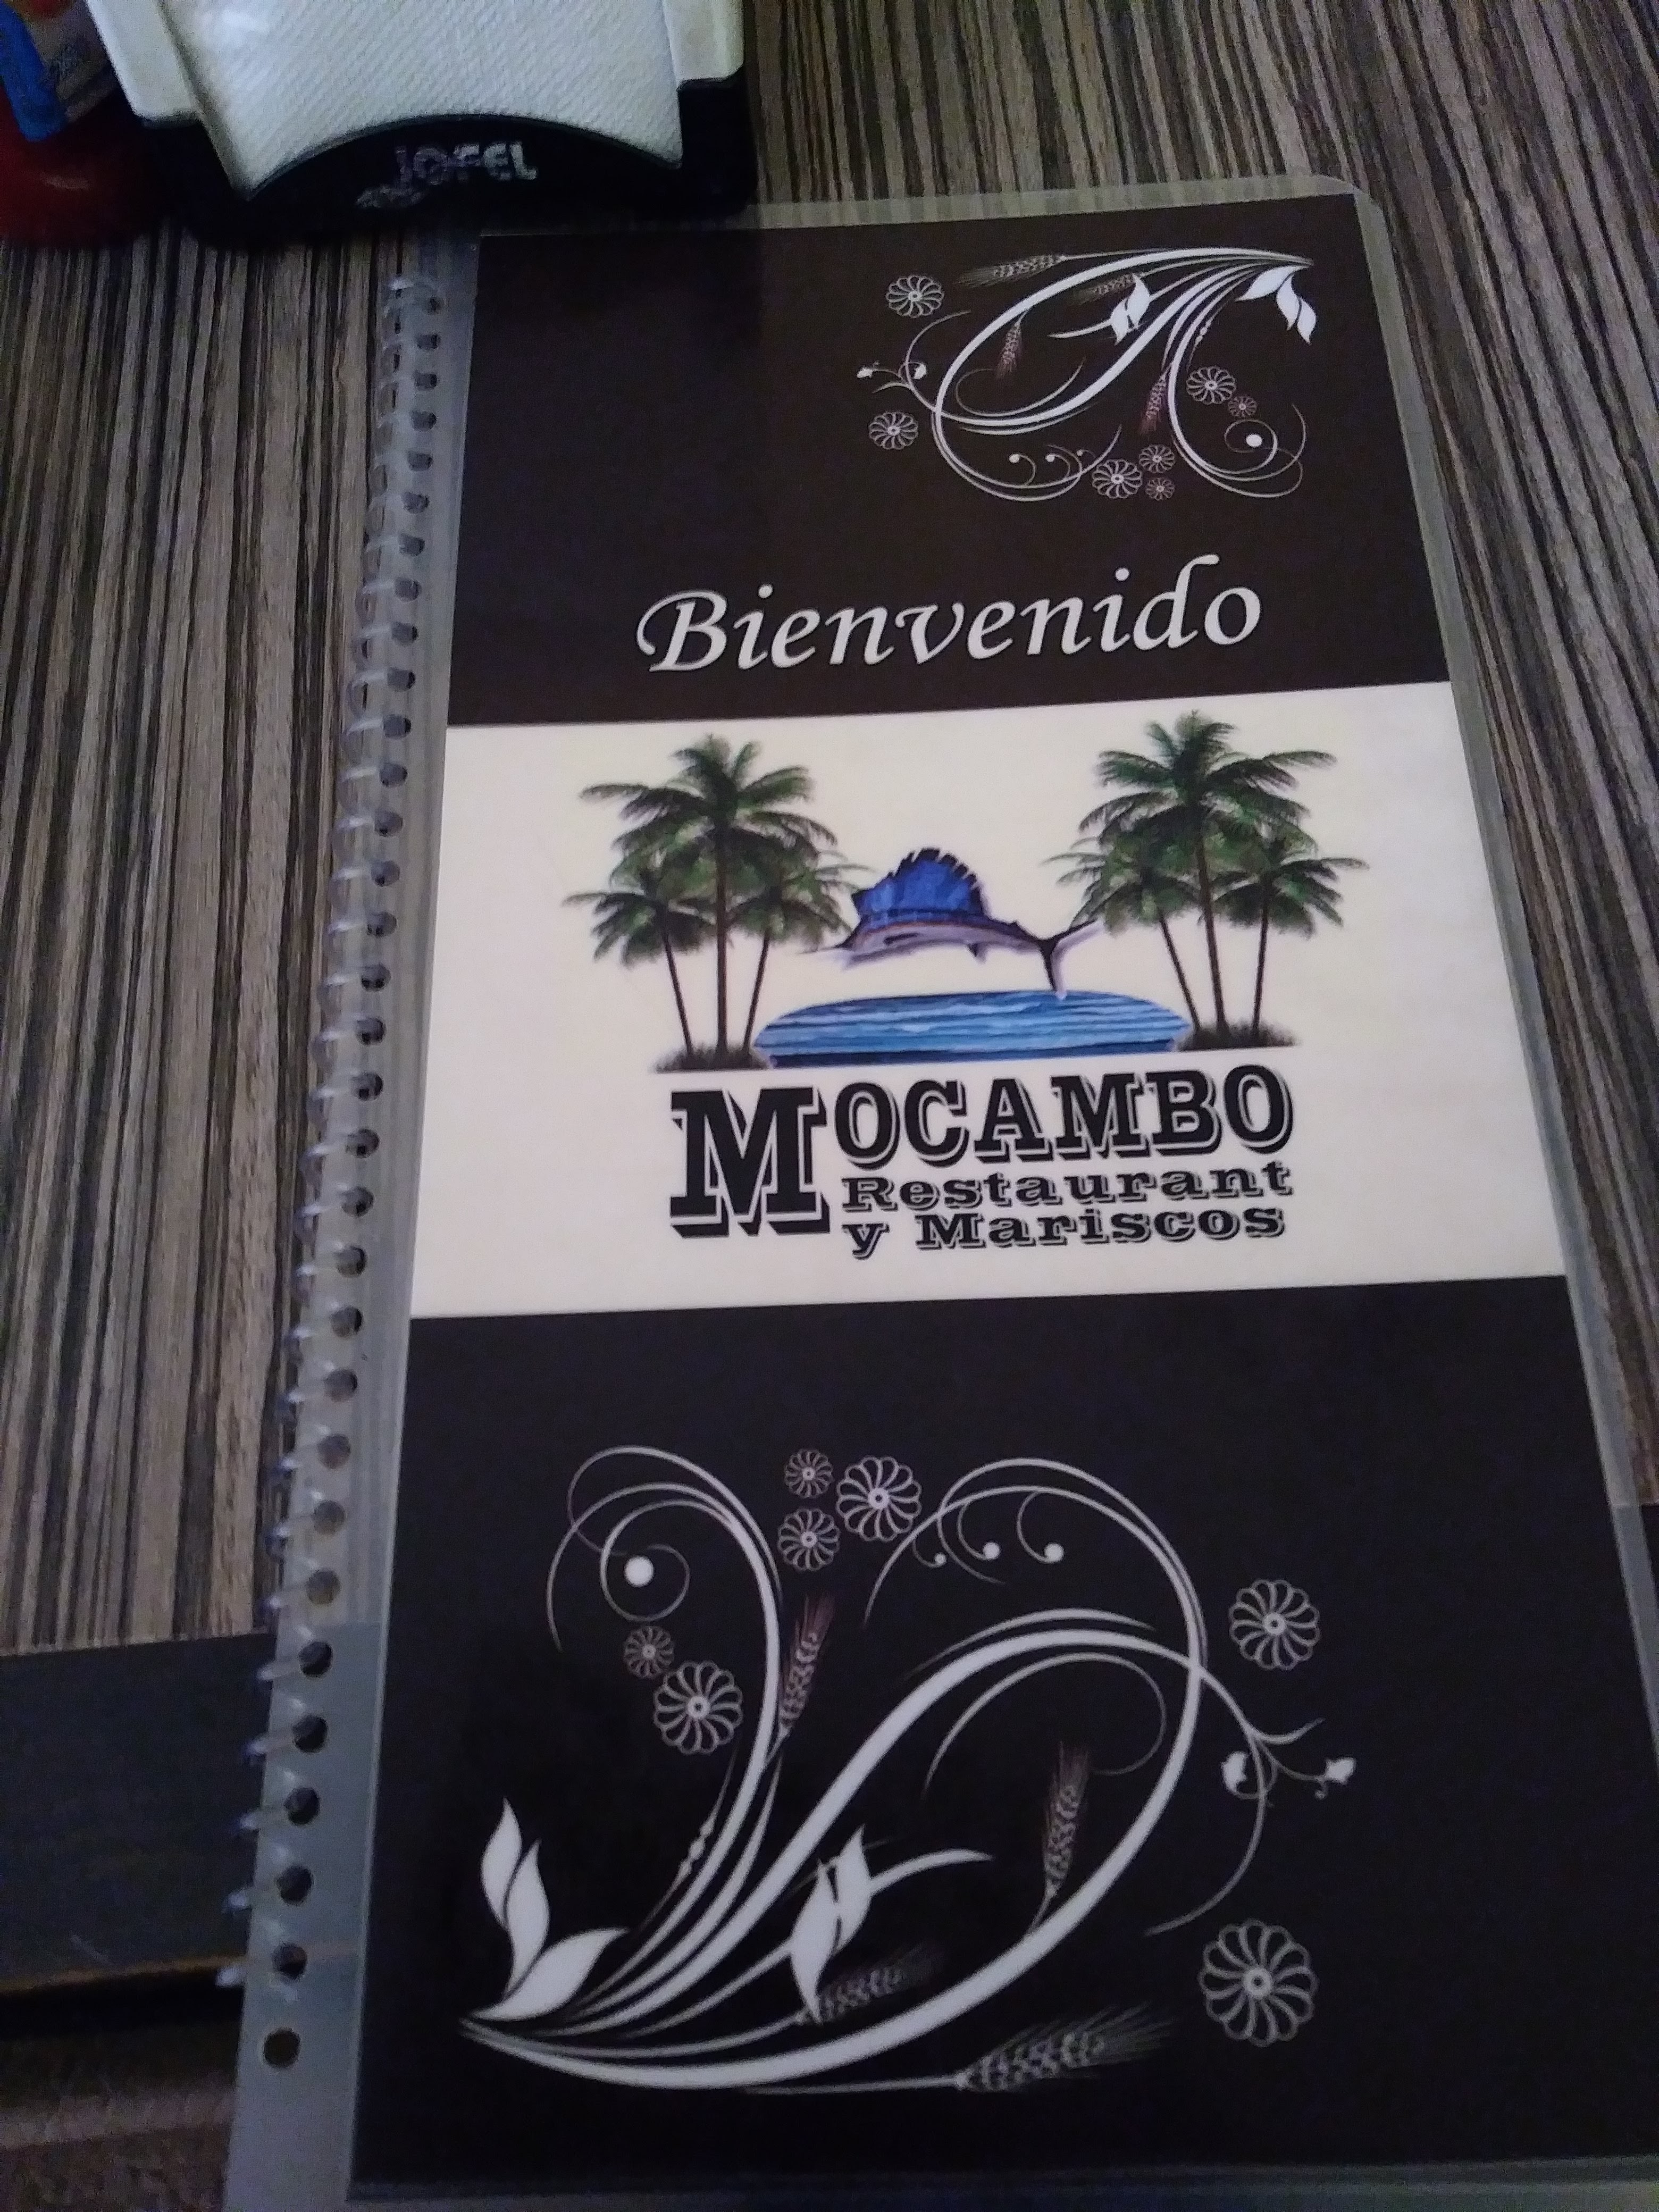 JOFEL
Bienvenido
MOCAMBO
Restaurant
y Mariscos